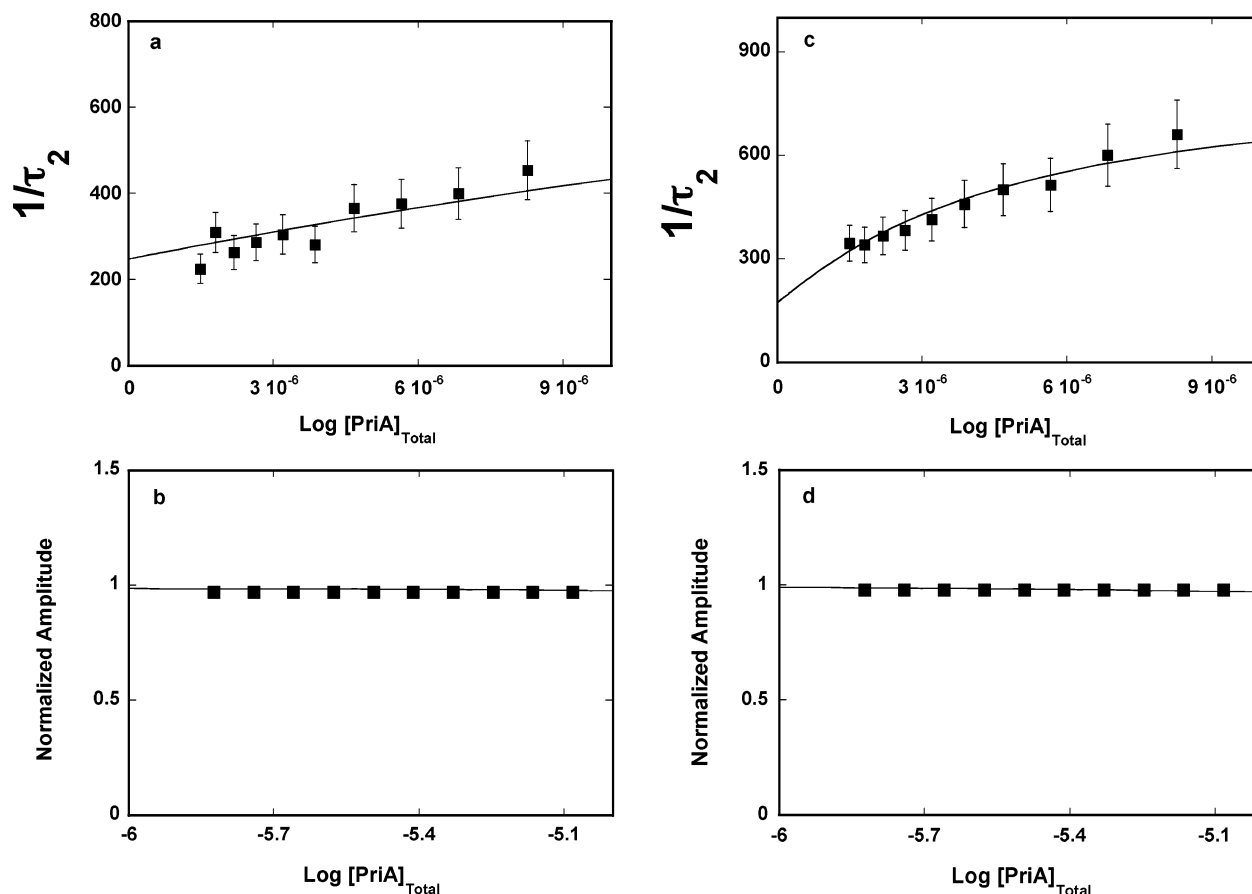 a
800
600
400
200
0
1/τ2
0 3 10-6 6 10-6 9 10-6
Log [PriA]Total
c
900
600
300
0
1/τ2
0 3 10-6 6 10-6 9 10-6
Log [PriA]Total
b
1.5
1
0.5
0
Normalized Amplitude
-6 -5.7 -5.4 -5.1
Log [PriA]Total
d
1.5
1
0.5
0
Normalized Amplitude
-6 -5.7 -5.4 -5.1
Log [PriA]Total